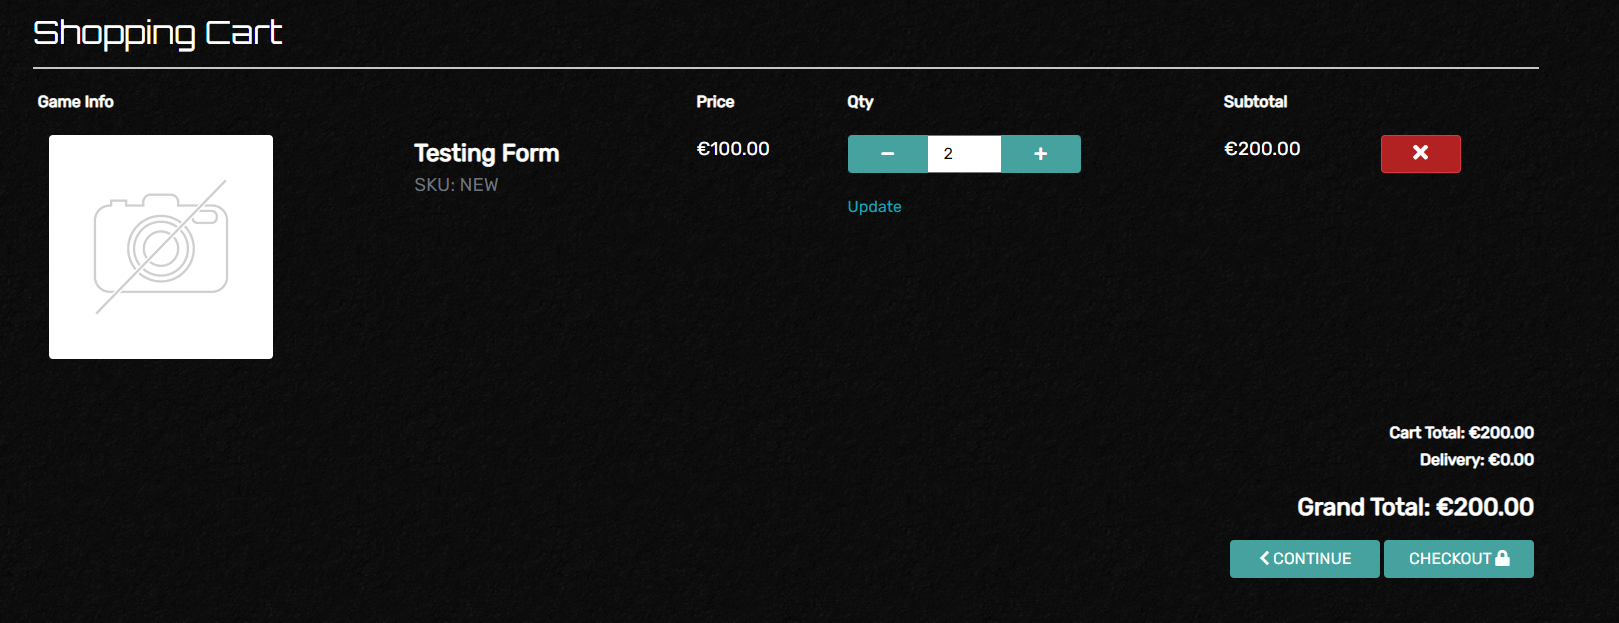 Shopping Cart
Game Info Price Qty Subtotal
Testing Form €100.00 2 €200.00
SKU: NEW
Update
Cart Total: €200.00
Delivery: €0.00
Grand Total: €200.00
CONTINUE CHECKOUT